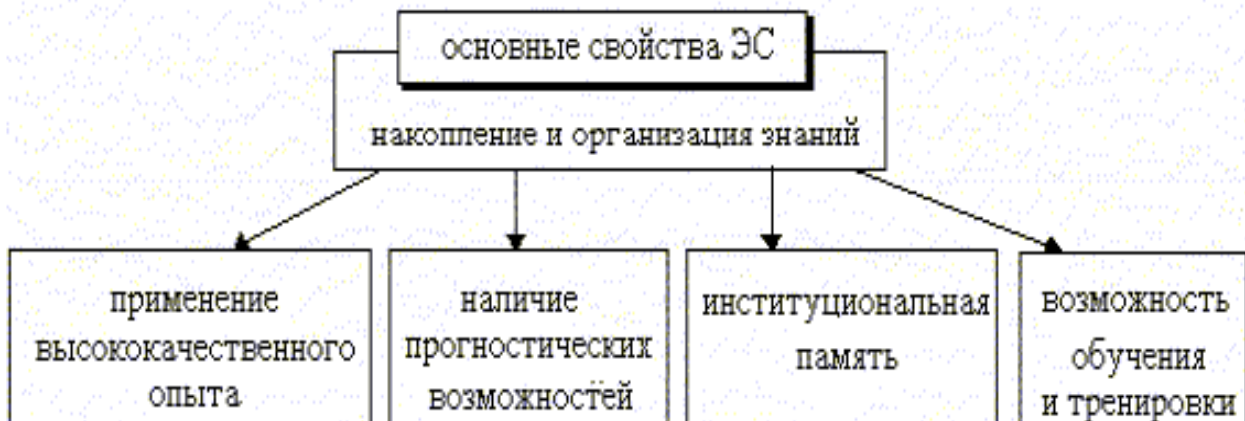 основные свойства ЭС
накопление и организация знаний
применение
высококачественного
опыта
наличие
прогностических
возможностей
институциональная
память
возможность
обучения
и тренировки